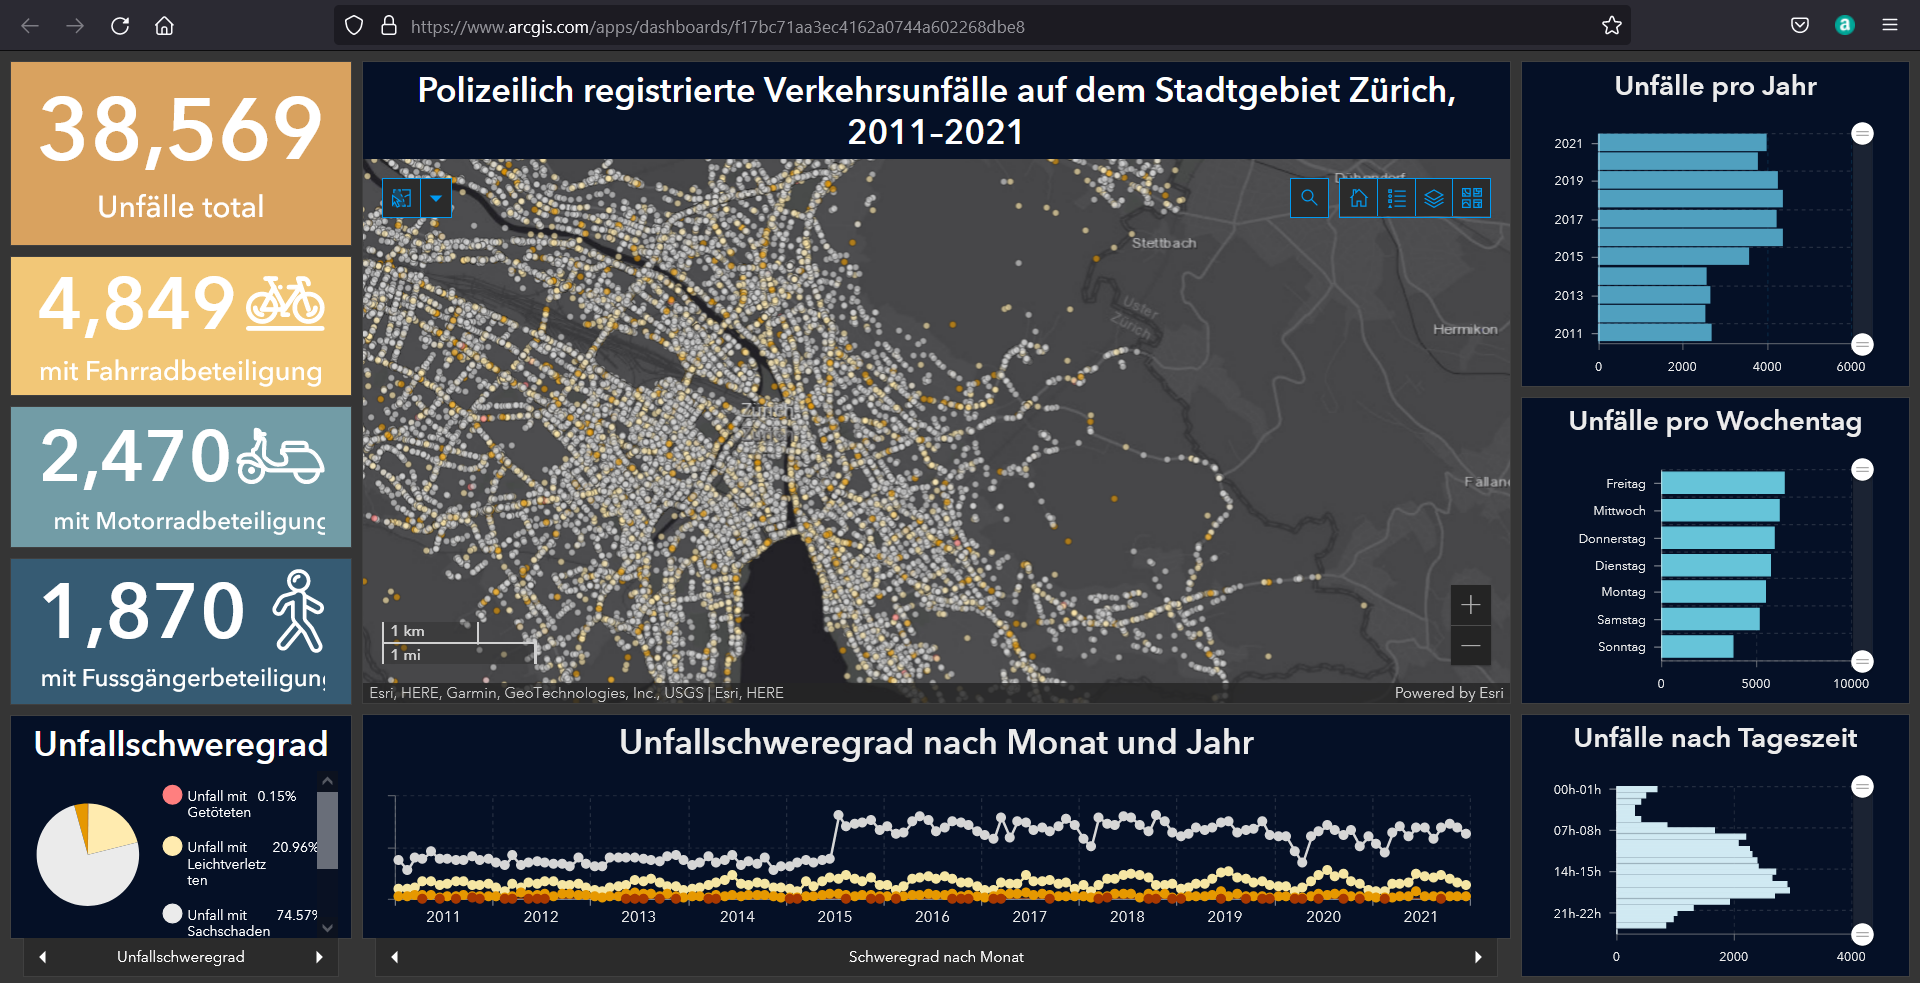 https://www.arcgis.com/apps/dashboards/f17bc71aa3ec4162a0744a602268dbe8
38,569
Unfälle total
4,849
mit Fahrradbeteiligung
2,470
mit Motorradbeteiligung
1,870
mit Fussgängerbeteiligung
Unfallschweregrad
Unfall mit 0.15%
Getöteten
Unfall mit 20.96%
Leichtverletz
ten
Unfall mit 74.57%
Sachschaden
Unfallschweregrad
Polizeilich registrierte Verkehrsunfälle auf dem Stadtgebiet Zürich,
2011–2021
Dubendorf
Stettbach
Uster
Zürich
Hermikon
Zürich
Fällan
1 km
1 mi
Esri, HERE, Garmin, GeoTechnologies, Inc., USGS | Esri, HERE
Powered by Esri
Unfallschweregrad nach Monat und Jahr
2011 2012 2013 2014 2015 2016 2017 2018 2019 2020 2021
Schweregrad nach Monat
Unfälle pro Jahr
2021
2019
2017
2015
2013
2011
0 2000 4000 6000
Unfälle pro Wochentag
Freitag
Mittwoch
Donnerstag
Dienstag
Montag
Samstag
Sonntag
0 5000 10000
Unfälle nach Tageszeit
00h-01h
07h-08h
14h-15h
21h-22h
0 2000 4000